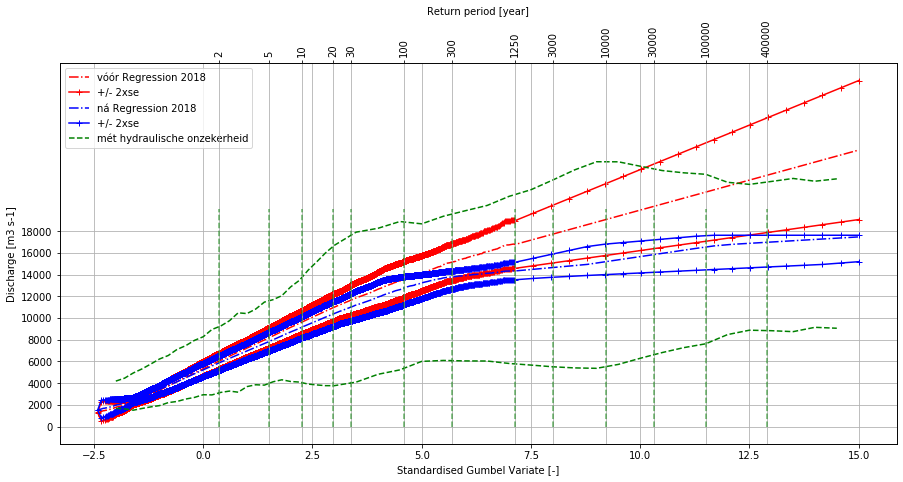 Return period [year]
2 5 10 20 30 100 300 1250 3000 10000 30000 100000 400000
vóór Regression 2018
+/- 2xse
ná Regression 2018
+/- 2xse
mét hydraulische onzekerheid
Discharge [m3 s-1]
18000
16000
14000
12000
10000
8000
6000
4000
2000
0
−2.5 0.0 2.5 5.0 7.5 10.0 12.5 15.0
Standardised Gumbel Variate [-]